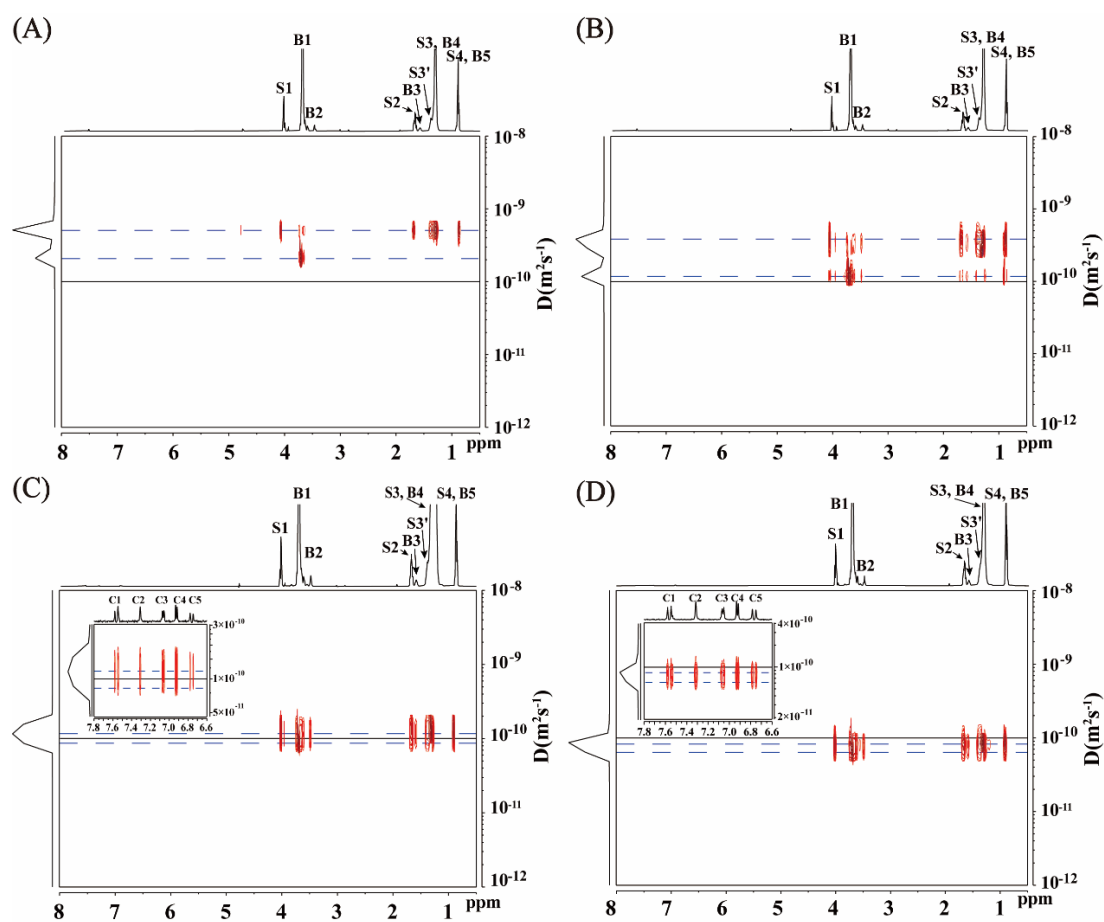 (A)
B1
S3, B4
S4, B5
S3'
B3
S1
S2
B2
10⁻⁸
10⁻⁹
10⁻¹⁰
10⁻¹¹
10⁻¹²
D(m²s⁻¹)
8 7 6 5 4 3 2 1 ppm
(B)
B1
S3, B4
S4, B5
S3'
B3
S1
S2
B2
10⁻⁸
10⁻⁹
10⁻¹⁰
10⁻¹¹
10⁻¹²
D(m²s⁻¹)
8 7 6 5 4 3 2 1 ppm
(C)
S3, B4
S4, B5
B1
S3'
S1
B3
S2
B2
10⁻⁸
10⁻⁹
10⁻¹⁰
10⁻¹¹
10⁻¹²
D(m²s⁻¹)
C1 C2 C3 C4 C5
3×10⁻¹⁰
1×10⁻¹⁰
5×10⁻¹¹
7.8 7.6 7.4 7.2 7.0 6.8 6.6
8 7 6 5 4 3 2 1 ppm
(D)
S3, B4
S4, B5
B1
S3'
S1
B3
S2
B2
10⁻⁸
10⁻⁹
10⁻¹⁰
10⁻¹¹
10⁻¹²
D(m²s⁻¹)
C1 C2 C3 C4 C5
4×10⁻¹⁰
1×10⁻¹⁰
2×10⁻¹¹
7.8 7.6 7.4 7.2 7.0 6.8 6.6
8 7 6 5 4 3 2 1 ppm